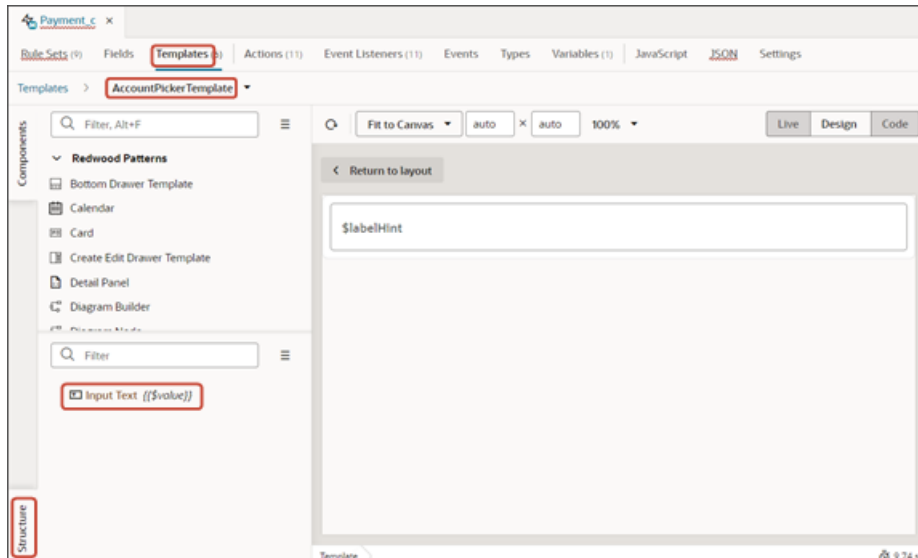 Payment_c ×
Rule Sets (9) Fields Templates Actions (11) Event Listeners (11) Events Types Variables (1) JavaScript JSON Settings
Templates > AccountPickerTemplate
Components
Filter, Alt+F
Redwood Patterns
Bottom Drawer Template
Calendar
Card
Create Edit Drawer Template
Detail Panel
Diagram Builder
Filter
Input Text {{$value}}
Structure
Fit to Canvas auto × auto 100% Live Design Code
Return to layout
$labelHint
Template